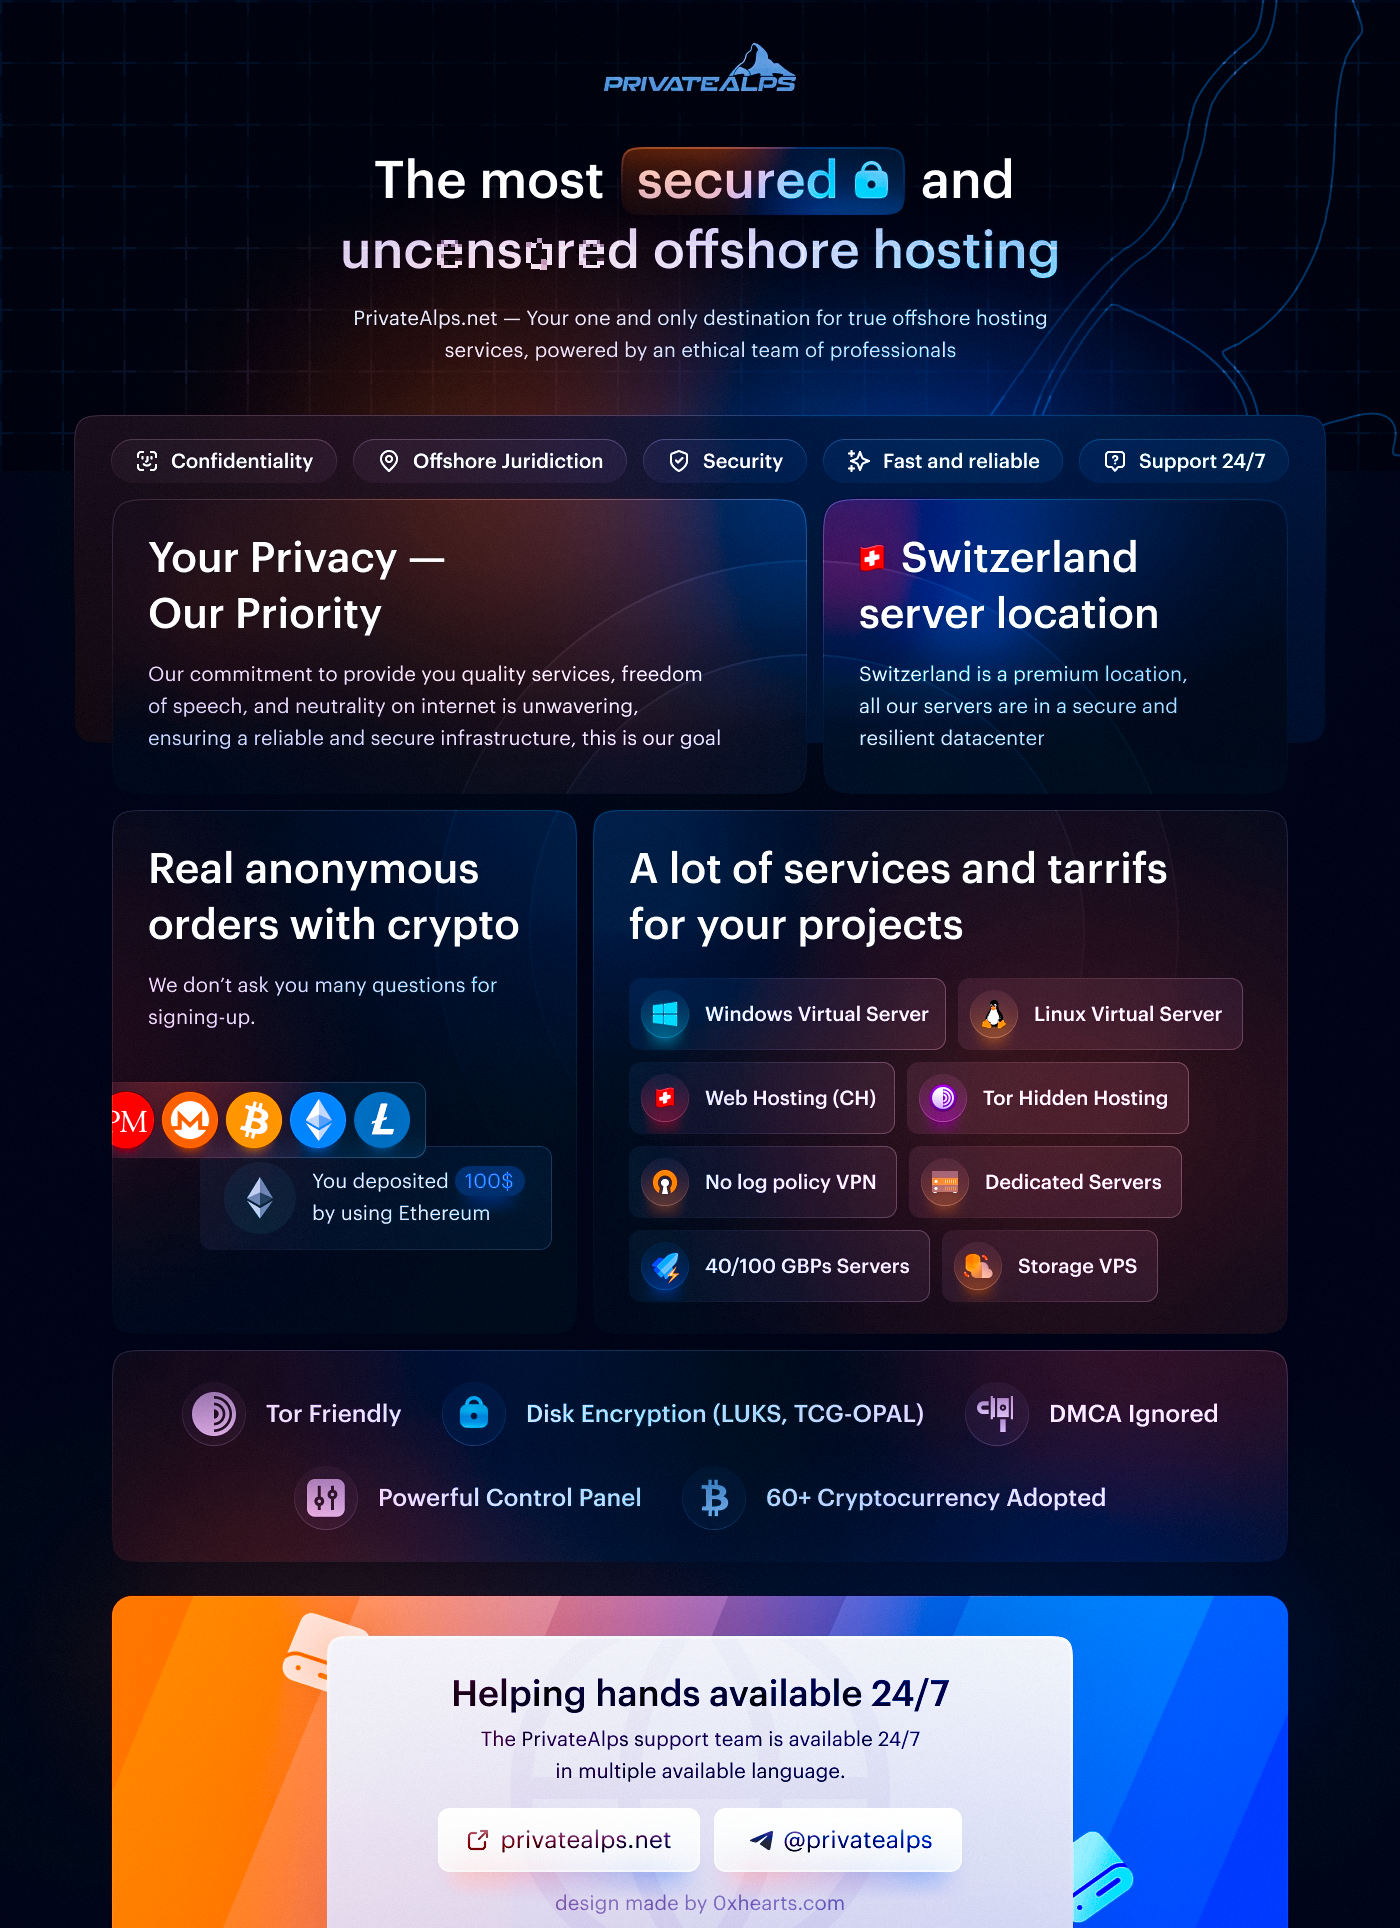 PRIVATEALPS
The most secured and
uncensored offshore hosting
PrivateAlps.net — Your one and only destination for true offshore hosting
services, powered by an ethical team of professionals
Confidentiality
Offshore Juridiction
Security
Fast and reliable
Support 24/7
Your Privacy —
Our Priority
Our commitment to provide you quality services, freedom
of speech, and neutrality on internet is unwavering,
ensuring a reliable and secure infrastructure, this is our goal
Switzerland
server location
Switzerland is a premium location,
all our servers are in a secure and
resilient datacenter
Real anonymous
orders with crypto
We don't ask you many questions for
signing-up.
PM
You deposited 100$
by using Ethereum
A lot of services and tarrifs
for your projects
Windows Virtual Server
Linux Virtual Server
Web Hosting (CH)
Tor Hidden Hosting
No log policy VPN
Dedicated Servers
40/100 GBPs Servers
Storage VPS
Tor Friendly
Disk Encryption (LUKS, TCG-OPAL)
DMCA Ignored
Powerful Control Panel
60+ Cryptocurrency Adopted
Helping hands available 24/7
The PrivateAlps support team is available 24/7
in multiple available language.
privatealps.net
@privatealps
design made by 0xhearts.com